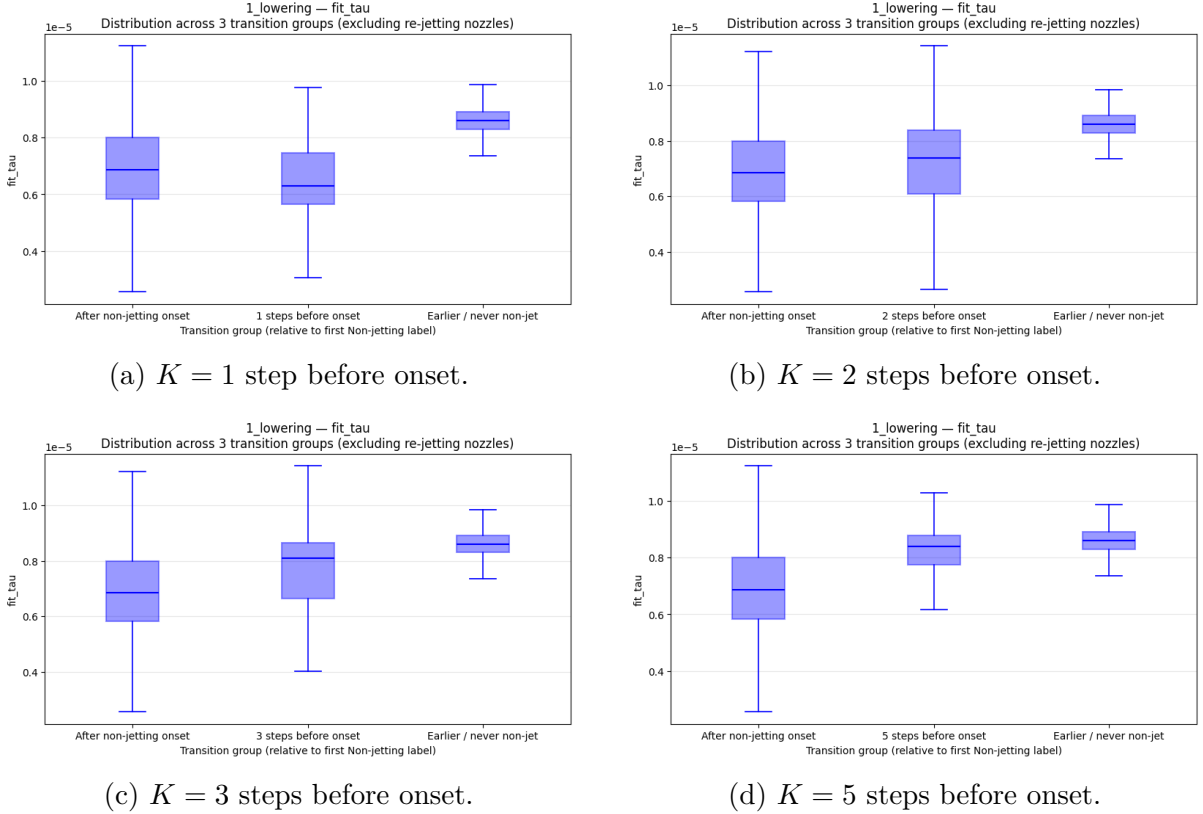 1_lowering — fit_tau
Distribution across 3 transition groups (excluding re-jetting nozzles)
1e−5
1.0
0.8
0.6
0.4
fit_tau
After non-jetting onset
1 steps before onset
Earlier / never non-jet
Transition group (relative to first Non-jetting label)
(a) K = 1 step before onset.
1_lowering — fit_tau
Distribution across 3 transition groups (excluding re-jetting nozzles)
1e−5
1.0
0.8
0.6
0.4
fit_tau
After non-jetting onset
2 steps before onset
Earlier / never non-jet
Transition group (relative to first Non-jetting label)
(b) K = 2 steps before onset.
1_lowering — fit_tau
Distribution across 3 transition groups (excluding re-jetting nozzles)
1e−5
1.0
0.8
0.6
0.4
fit_tau
After non-jetting onset
3 steps before onset
Earlier / never non-jet
Transition group (relative to first Non-jetting label)
(c) K = 3 steps before onset.
1_lowering — fit_tau
Distribution across 3 transition groups (excluding re-jetting nozzles)
1e−5
1.0
0.8
0.6
0.4
fit_tau
After non-jetting onset
5 steps before onset
Earlier / never non-jet
Transition group (relative to first Non-jetting label)
(d) K = 5 steps before onset.